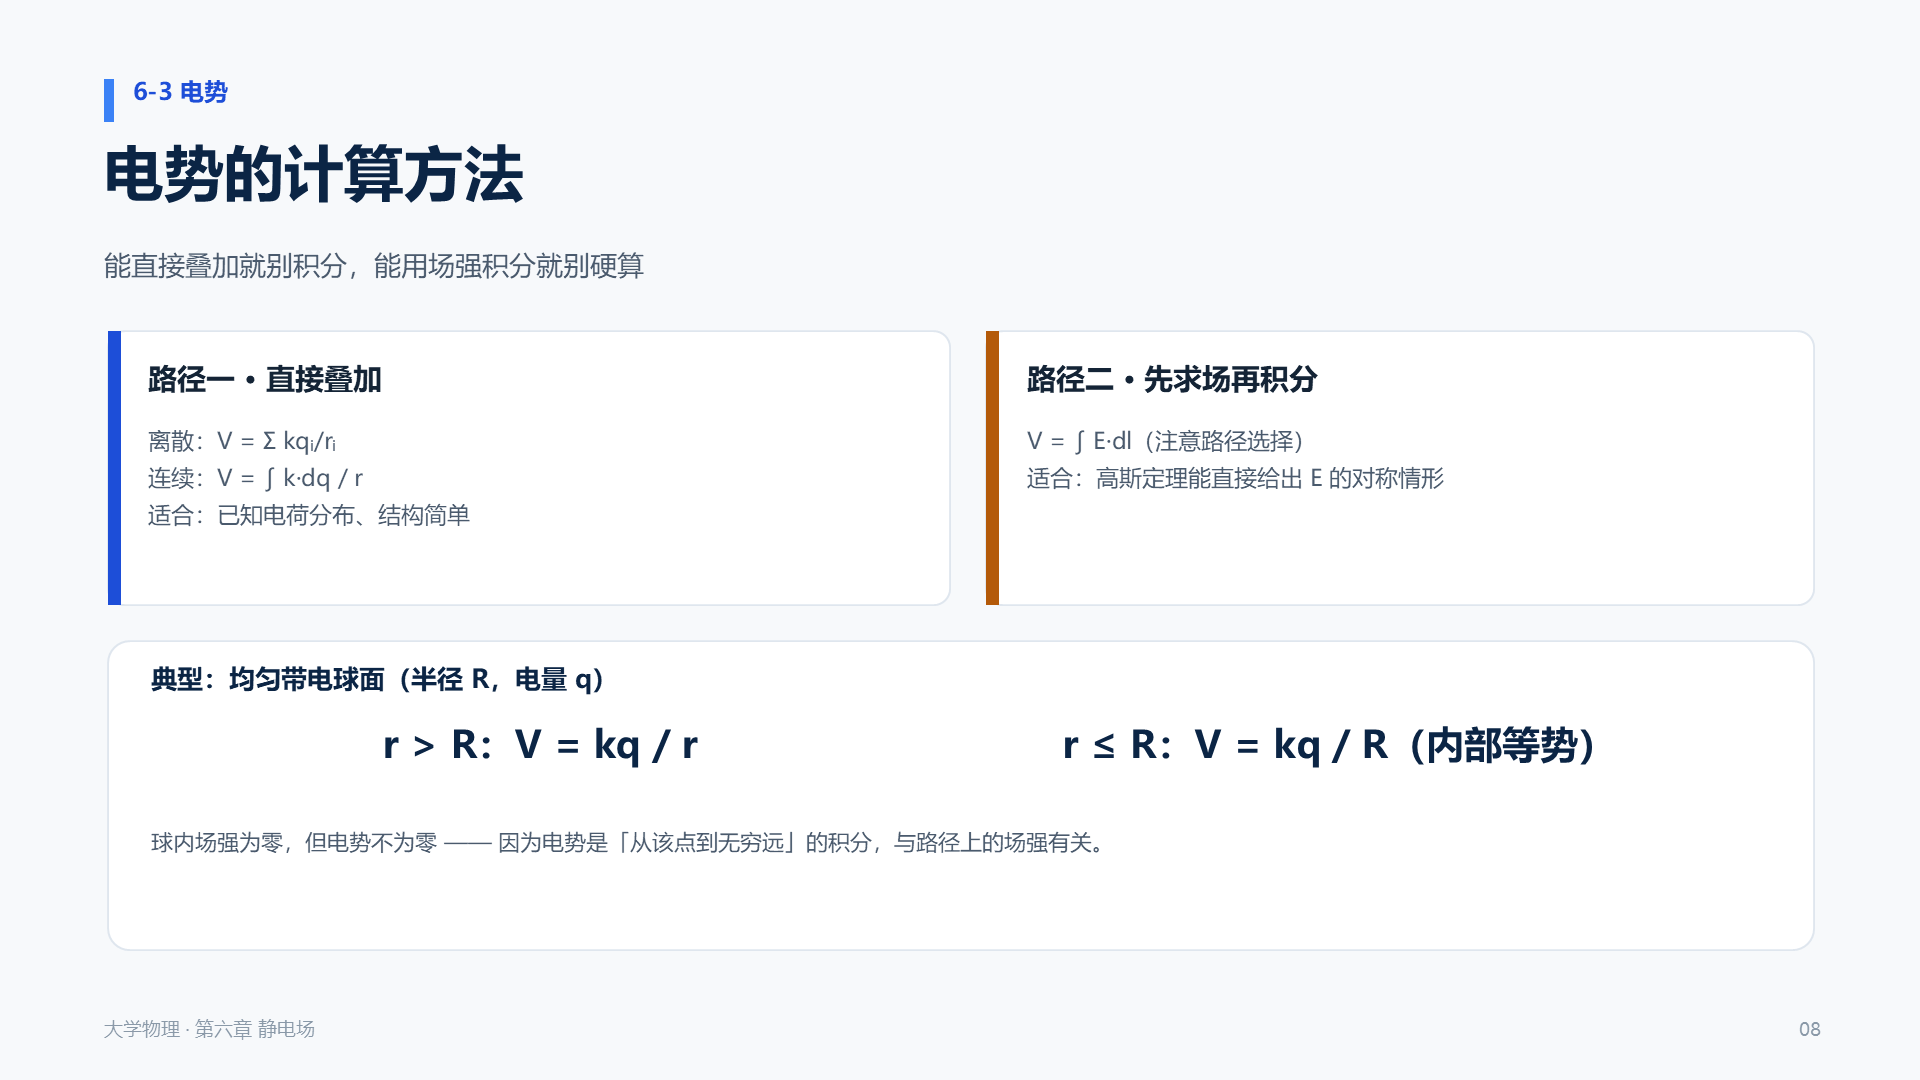 6-3 电势
电势的计算方法
能直接叠加就别积分，能用场强积分就别硬算
路径一 • 直接叠加
离散：V = Σ kqᵢ/rᵢ
连续：V = ∫ k·dq / r
适合：已知电荷分布、结构简单
路径二 • 先求场再积分
V = ∫ E·dl（注意路径选择）
适合：高斯定理能直接给出 E 的对称情形
典型：均匀带电球面（半径 R，电量 q）
r > R：V = kq / r
r ≤ R：V = kq / R（内部等势）
球内场强为零，但电势不为零 —— 因为电势是「从该点到无穷远」的积分，与路径上的场强有关。
大学物理 · 第六章 静电场
08